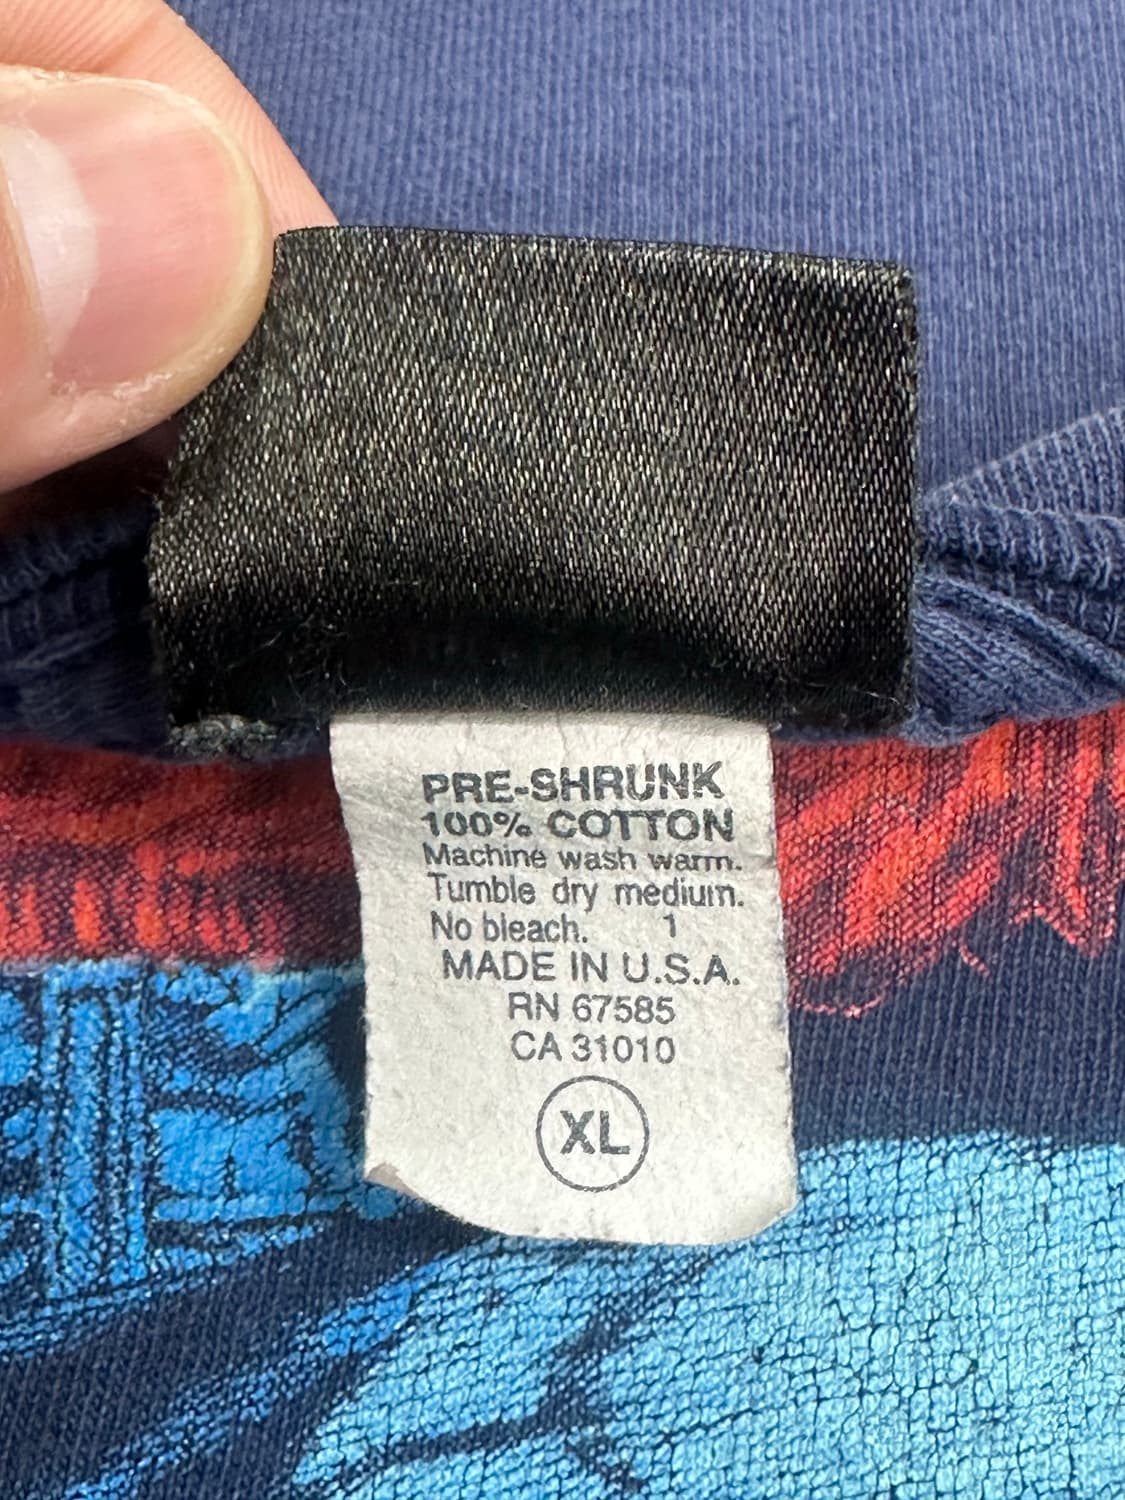 PRE-SHRUNK
100% COTTON
Machine wash warm.
Tumble dry medium.
No bleach. 1
MADE IN U.S.A.
RN 67585
CA 31010
XL